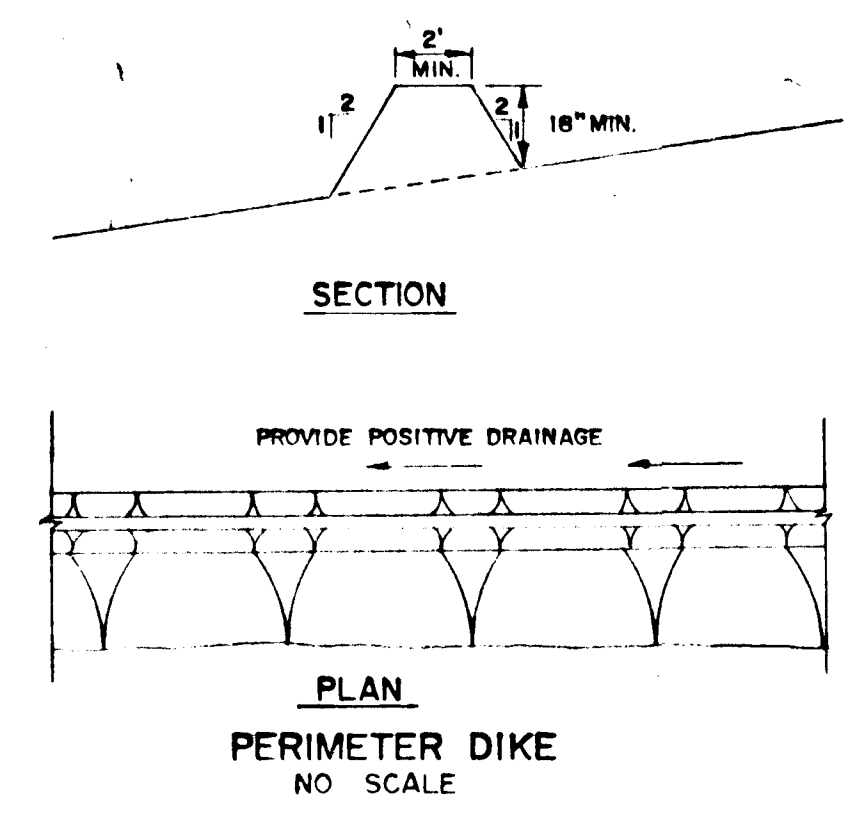 2'
MIN.
1 2
2 1
18" MIN.
SECTION
PROVIDE POSITIVE DRAINAGE
PLAN
PERIMETER DIKE
NO SCALE